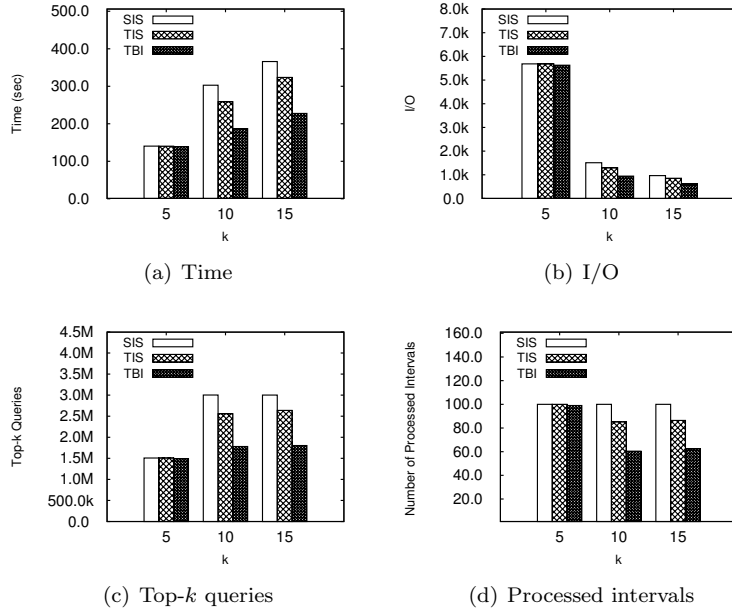 500.0
400.0
300.0
200.0
100.0
0.0
Time (sec)
SIS
TIS
TBI
5 10 15
k
(a) Time
8.0k
7.0k
6.0k
5.0k
4.0k
3.0k
2.0k
1.0k
0.0
I/O
SIS
TIS
TBI
5 10 15
k
(b) I/O
4.5M
4.0M
3.5M
3.0M
2.5M
2.0M
1.5M
1.0M
500.0k
0.0
Top-k Queries
SIS
TIS
TBI
5 10 15
k
(c) Top-k queries
160.0
140.0
120.0
100.0
80.0
60.0
40.0
20.0
Number of Processed Intervals
SIS
TIS
TBI
5 10 15
k
(d) Processed intervals